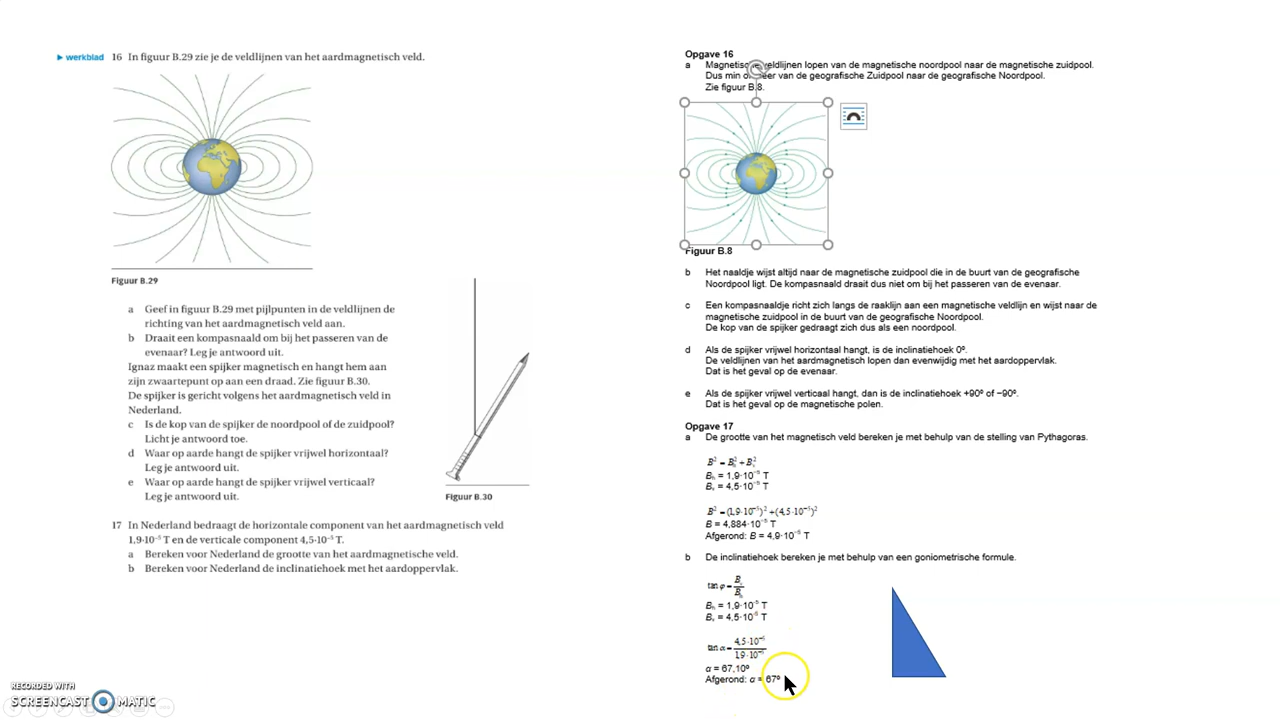 ▶ werkblad 16 In figuur B.29 zie je de veldlijnen van het aardmagnetisch veld.
Figuur B.29
a Geef in figuur B.29 met pijlpunten in de veldlijnen de
richting van het aardmagnetisch veld aan.
b Draait een kompasnaald om bij het passeren van de
evenaar? Leg je antwoord uit.
Ignaz maakt een spijker magnetisch en hangt hem aan
zijn zwaartepunt op aan een draad. Zie figuur B.30.
De spijker is gericht volgens het aardmagnetisch veld in
Nederland.
c Is de kop van de spijker de noordpool of de zuidpool?
Licht je antwoord toe.
d Waar op aarde hangt de spijker vrijwel horizontaal?
Leg je antwoord uit.
e Waar op aarde hangt de spijker vrijwel verticaal?
Leg je antwoord uit.
Figuur B.30
17 In Nederland bedraagt de horizontale component van het aardmagnetisch veld
1,9·10⁻⁵ T en de verticale component 4,5·10⁻⁵ T.
a Bereken voor Nederland de grootte van het aardmagnetische veld.
b Bereken voor Nederland de inclinatiehoek met het aardoppervlak.
Opgave 16
a Magnetische veldlijnen lopen van de magnetische noordpool naar de magnetische zuidpool.
Dus min of meer van de geografische Zuidpool naar de geografische Noordpool.
Zie figuur B.8.
Figuur B.8
b Het naaldje wijst altijd naar de magnetische zuidpool die in de buurt van de geografische
Noordpool ligt. De kompasnaald draait dus niet om bij het passeren van de evenaar.
c Een kompasnaaldje richt zich langs de raaklijn aan een magnetische veldlijn en wijst naar de
magnetische zuidpool in de buurt van de geografische Noordpool.
De kop van de spijker gedraagt zich dus als een noordpool.
d Als de spijker vrijwel horizontaal hangt, is de inclinatiehoek 0º.
De veldlijnen van het aardmagnetisch lopen dan evenwijdig met het aardoppervlak.
Dat is het geval op de evenaar.
e Als de spijker vrijwel verticaal hangt, dan is de inclinatiehoek +90º of −90º.
Dat is het geval op de magnetische polen.
Opgave 17
a De grootte van het magnetisch veld bereken je met behulp van de stelling van Pythagoras.
B² = Bₕ² + Bᵥ²
Bₕ = 1,9·10⁻⁵ T
Bᵥ = 4,5·10⁻⁵ T
B² = (1,9·10⁻⁵)² + (4,5·10⁻⁵)²
B = 4,884·10⁻⁵ T
Afgerond: B = 4,9·10⁻⁵ T
b De inclinatiehoek bereken je met behulp van een goniometrische formule.
tan φ = Bᵥ / Bₕ
Bₕ = 1,9·10⁻⁵ T
Bᵥ = 4,5·10⁻⁵ T
tan α = 4,5·10⁻⁵ / 1,9·10⁻⁵
α = 67,10º
Afgerond: α = 67º
RECORDED WITH
SCREENCAST MATIC